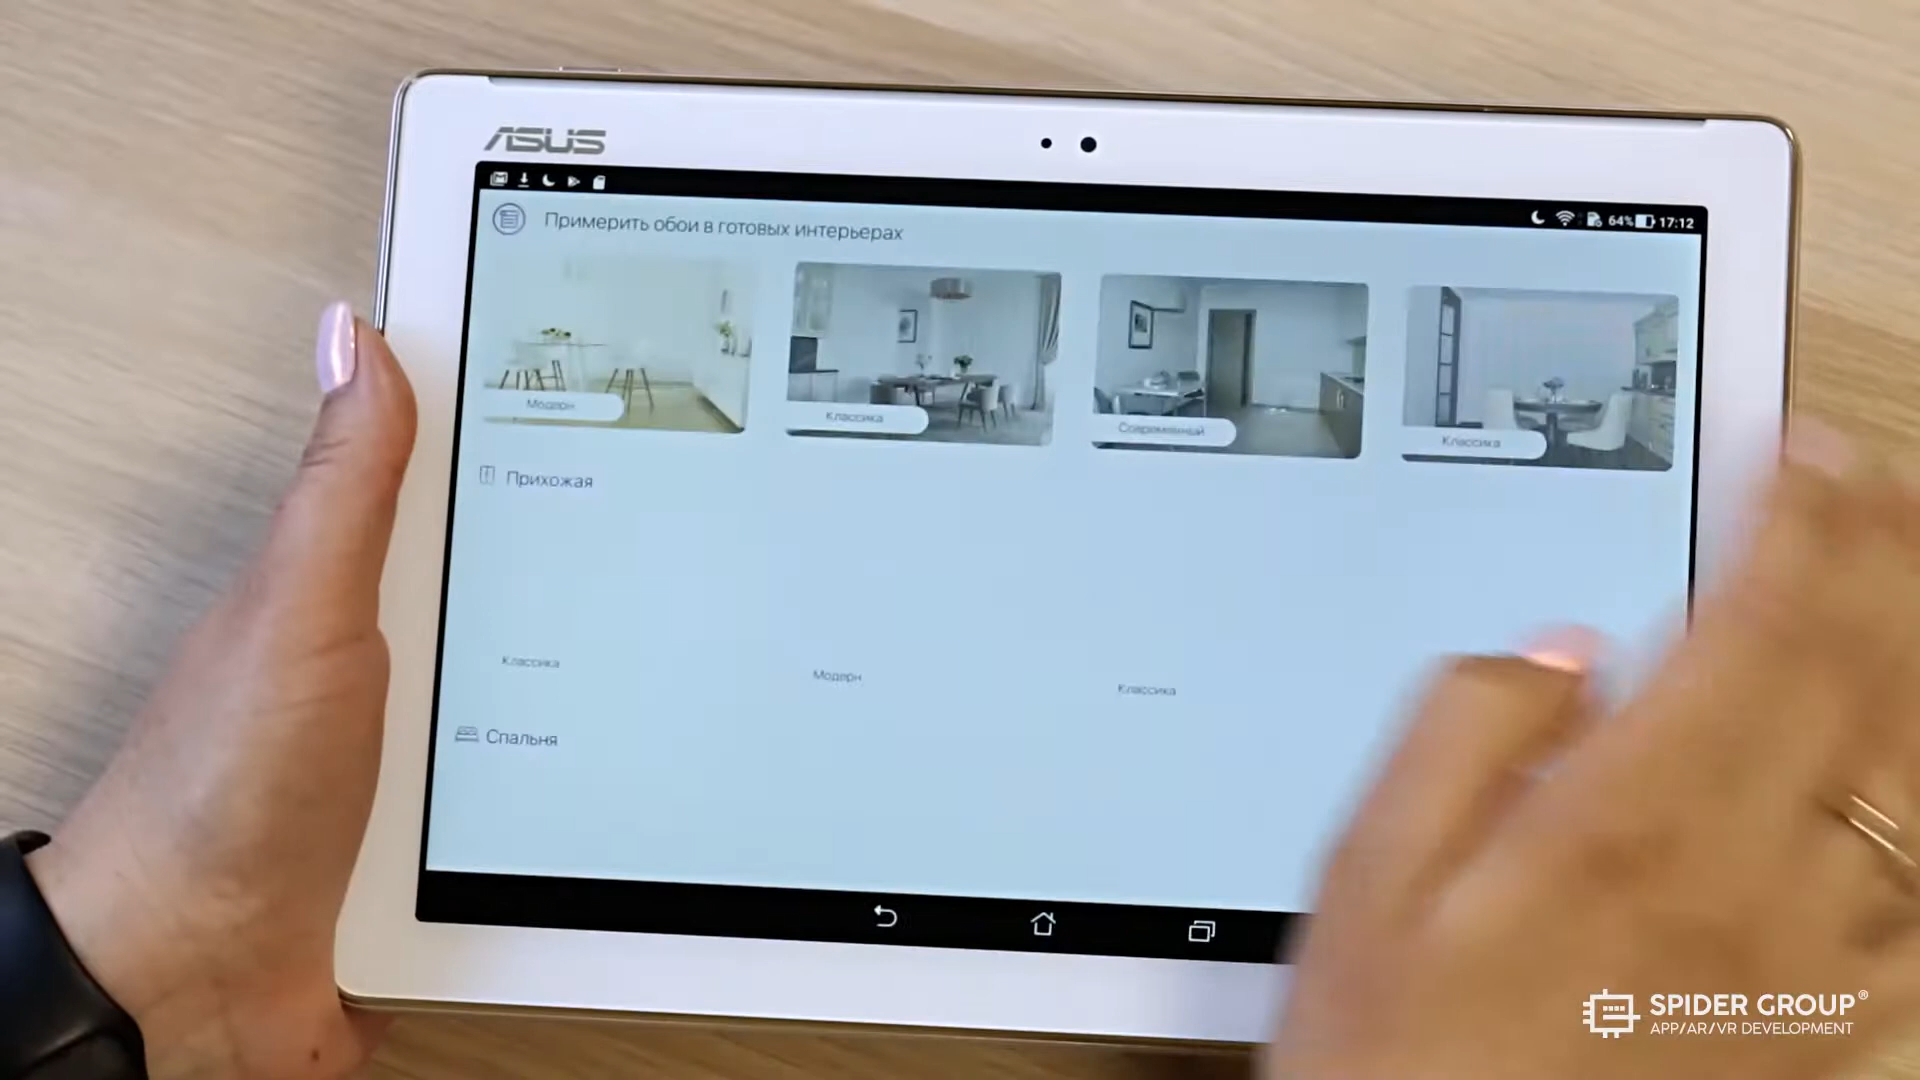 ASUS
64% 17:12
Примерить обои в готовых интерьерах
Модерн
Классика
Современный
Классика
Прихожая
Классика
Модерн
Классика
Спальня
SPIDER GROUP®
APP/AR/VR DEVELOPMENT